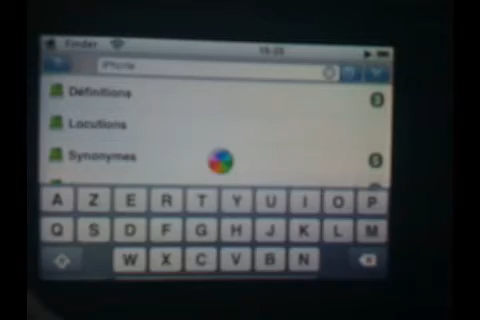 Finder
iPhone
Définitions
Locutions
Synonymes
A Z E R T Y U I O P
Q S D F G H J K L M
W X C V B N